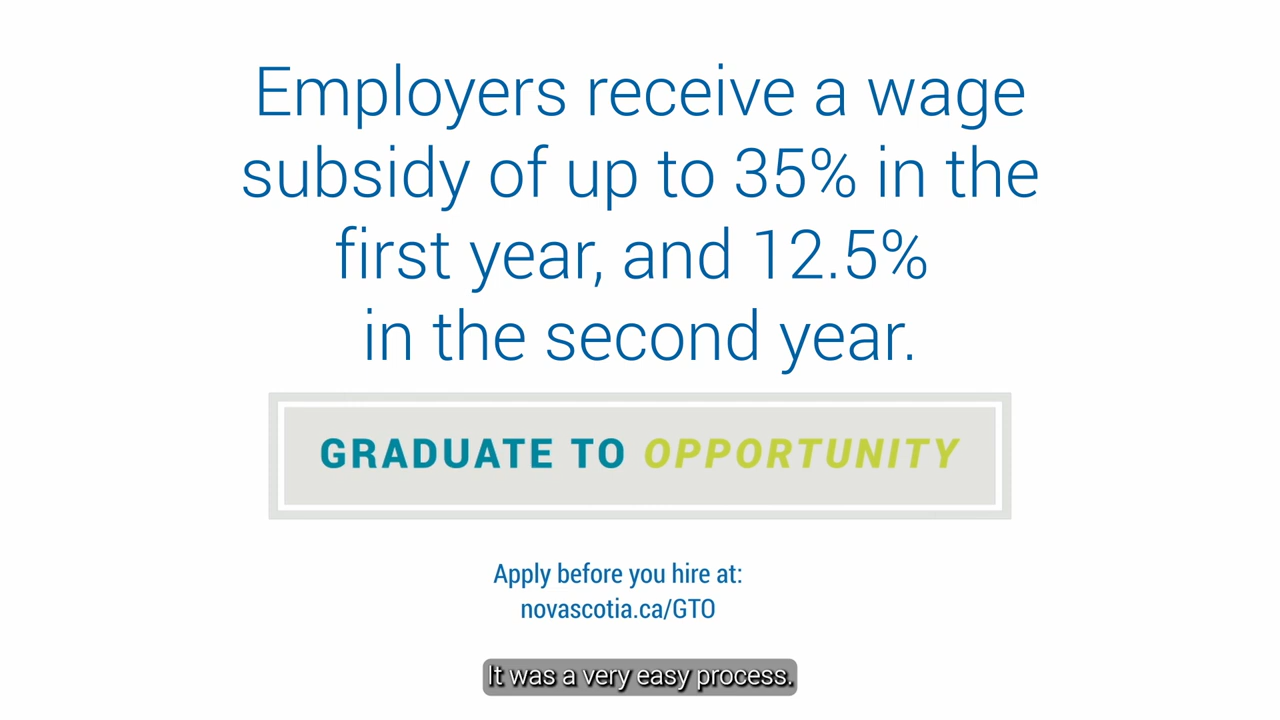 Employers receive a wage
subsidy of up to 35% in the
first year, and 12.5%
in the second year.
GRADUATE TO OPPORTUNITY
Apply before you hire at:
novascotia.ca/GTO
It was a very easy process.